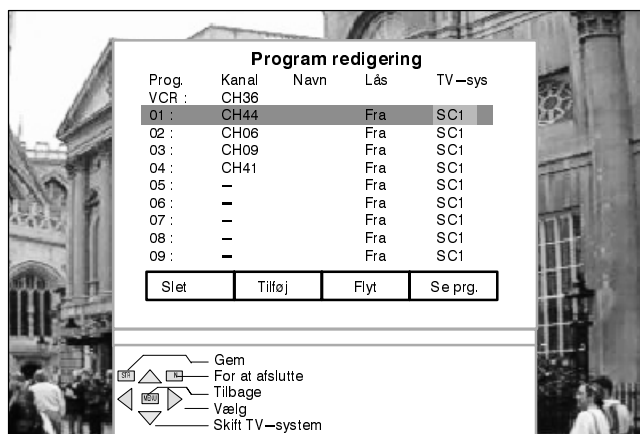 Program redigering
Prog. Kanal Navn Lås TV-sys
VCR : CH36
01 : CH44 Fra SC1
02 : CH06 Fra SC1
03 : CH09 Fra SC1
04 : CH41 Fra SC1
05 : – Fra SC1
06 : – Fra SC1
07 : – Fra SC1
08 : – Fra SC1
09 : – Fra SC1
Slet Tilføj Flyt Se prg.
Gem
STR N For at afslutte
MENU Tilbage
Vælg
Skift TV-system